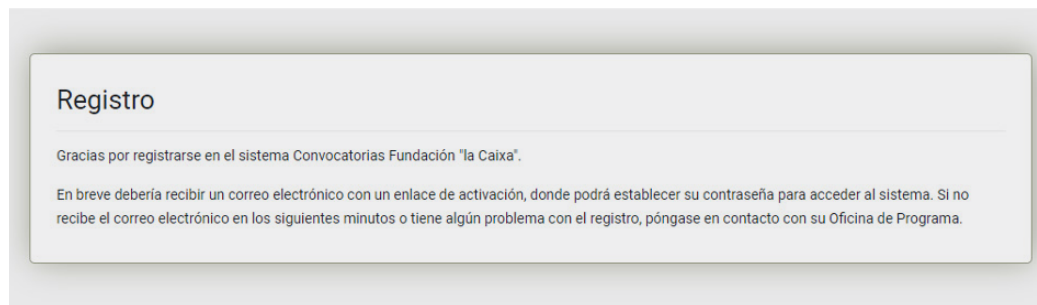 Registro
Gracias por registrarse en el sistema Convocatorias Fundación "la Caixa".
En breve debería recibir un correo electrónico con un enlace de activación, donde podrá establecer su contraseña para acceder al sistema. Si no
recibe el correo electrónico en los siguientes minutos o tiene algún problema con el registro, póngase en contacto con su Oficina de Programa.